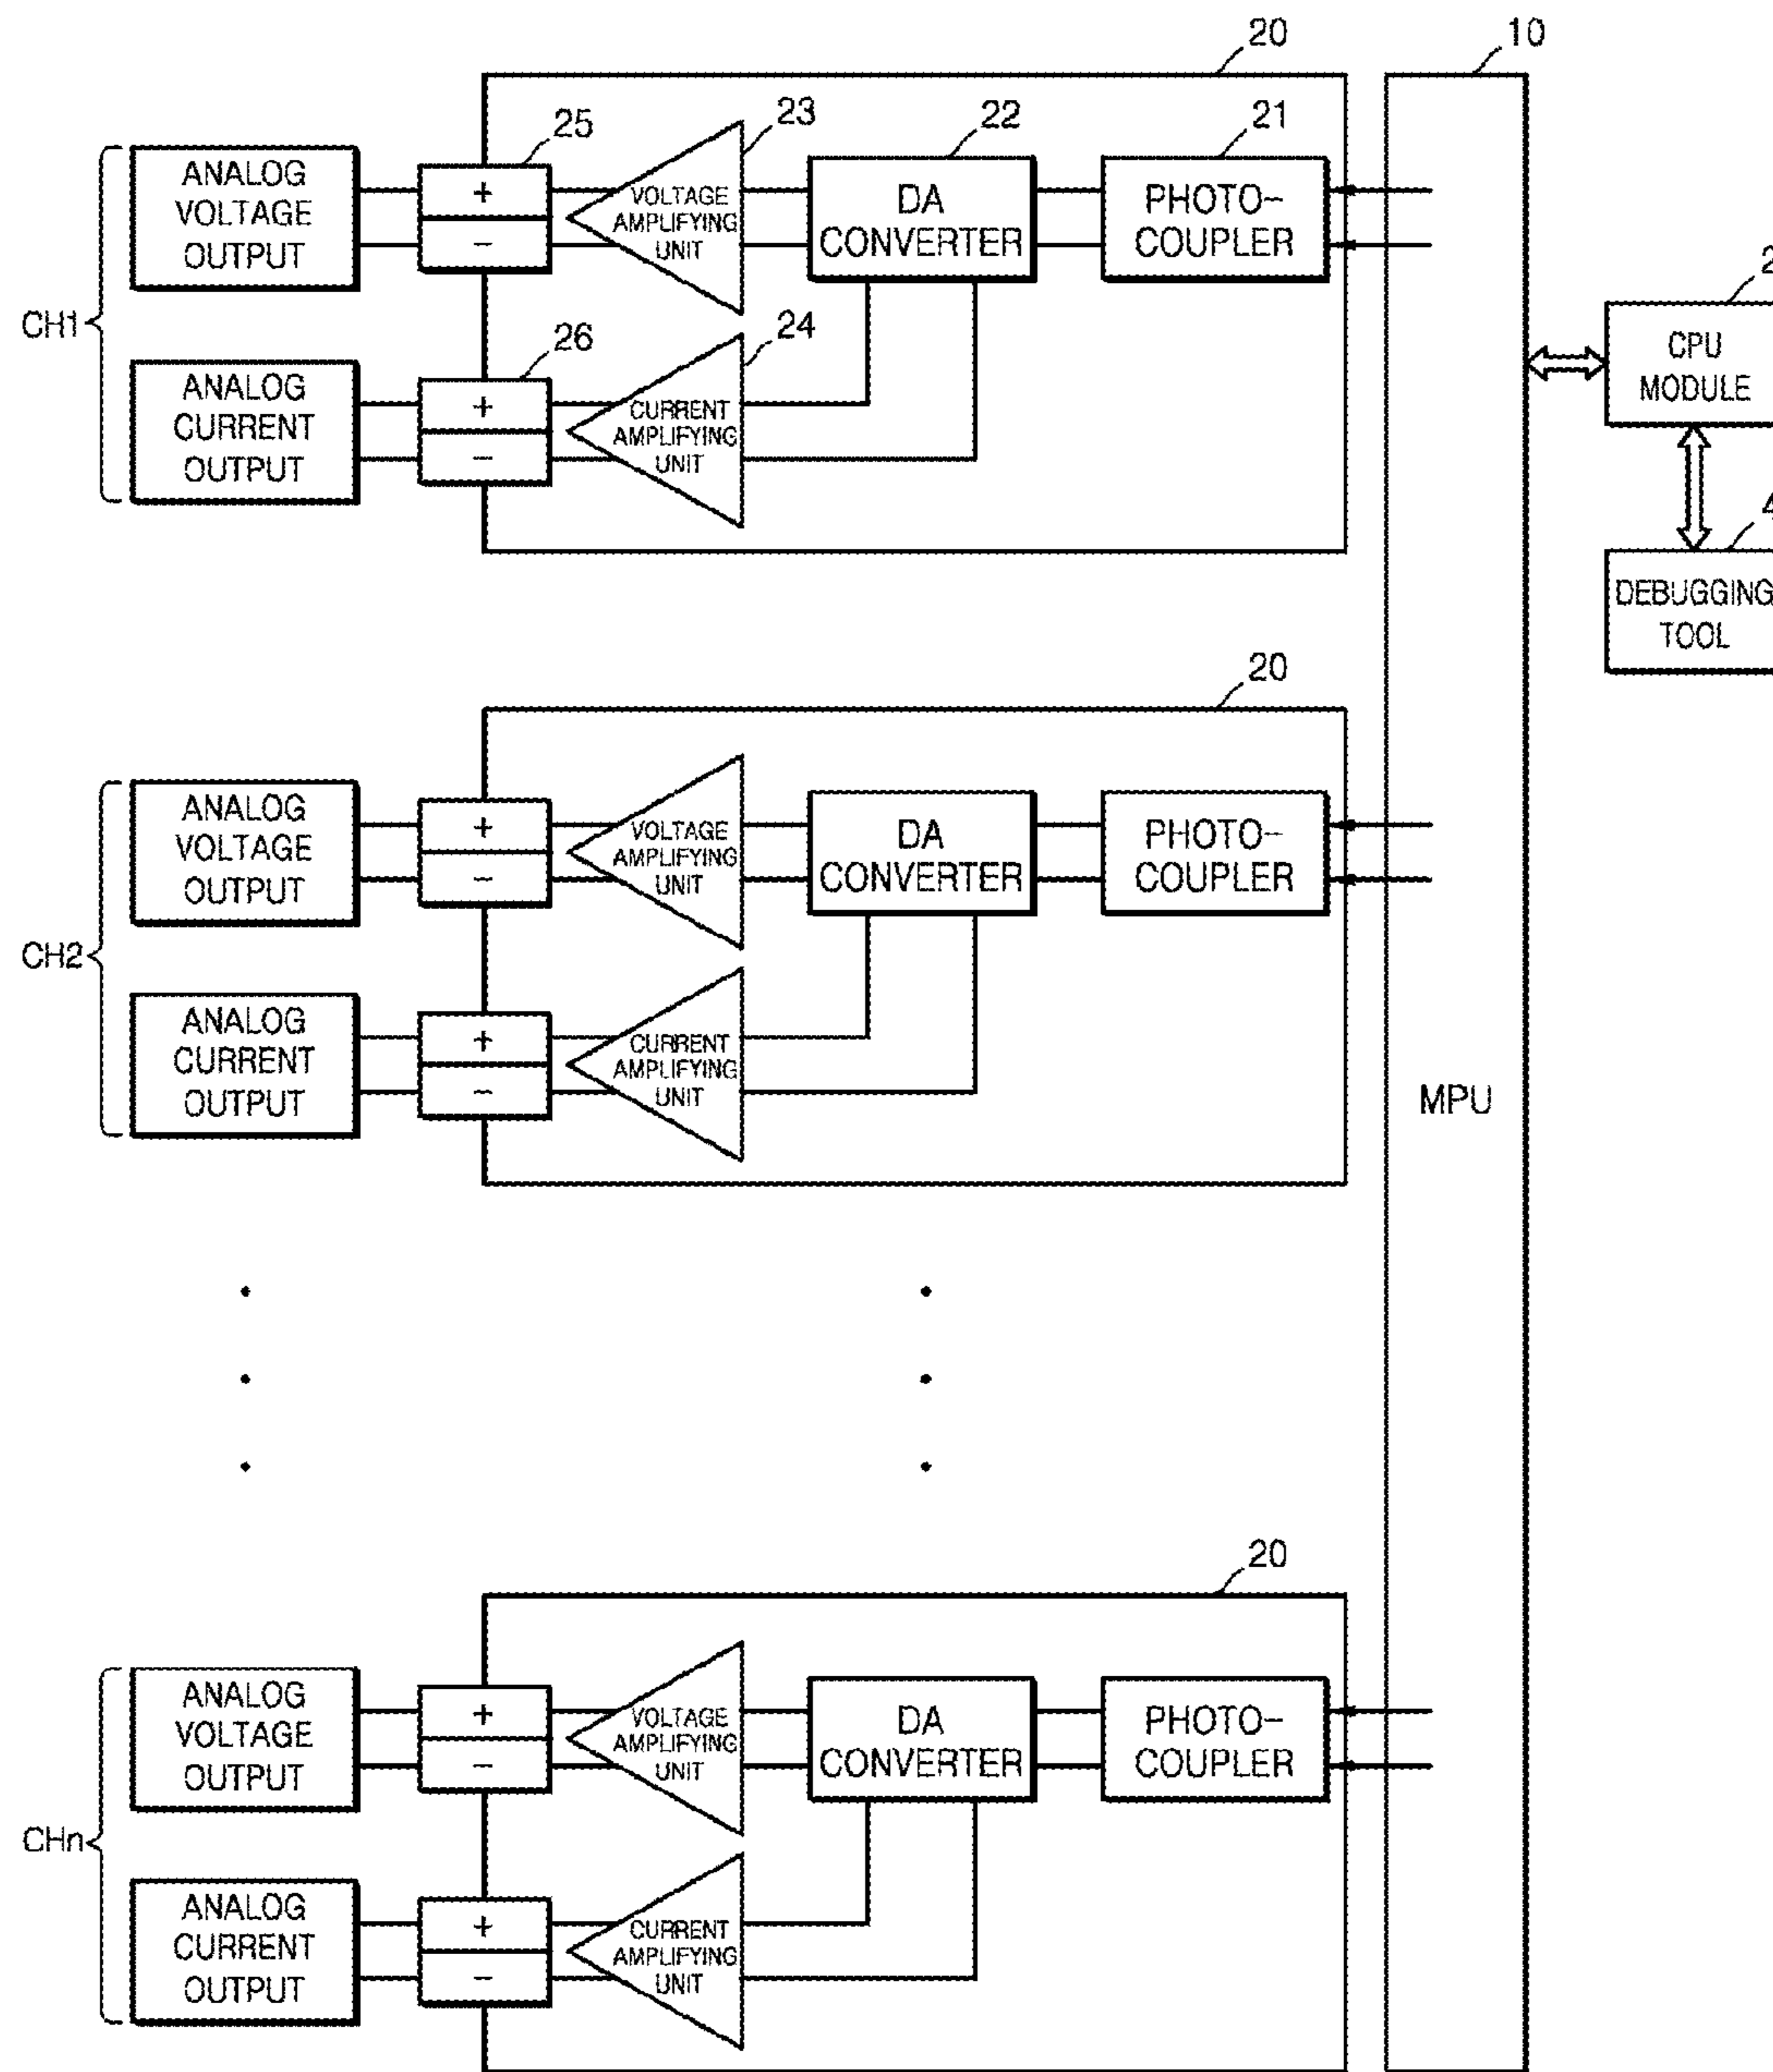 20
10
25
23
22
21
ANALOG
VOLTAGE
OUTPUT
+
−
VOLTAGE
AMPLIFYING
UNIT
DA
CONVERTER
PHOTO-
COUPLER
2
CPU
MODULE
CH1
26
24
ANALOG
CURRENT
OUTPUT
+
−
CURRENT
AMPLIFYING
UNIT
4
DEBUGGING
TOOL
20
ANALOG
VOLTAGE
OUTPUT
+
−
VOLTAGE
AMPLIFYING
UNIT
DA
CONVERTER
PHOTO-
COUPLER
CH2
ANALOG
CURRENT
OUTPUT
+
−
CURRENT
AMPLIFYING
UNIT
MPU
20
ANALOG
VOLTAGE
OUTPUT
+
−
VOLTAGE
AMPLIFYING
UNIT
DA
CONVERTER
PHOTO-
COUPLER
CHn
ANALOG
CURRENT
OUTPUT
+
−
CURRENT
AMPLIFYING
UNIT